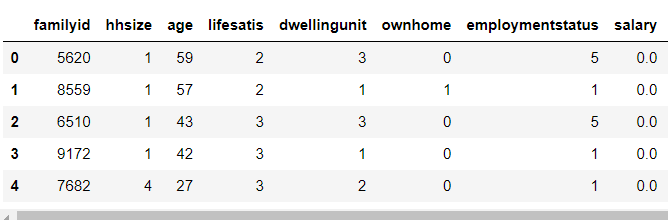 familyid hhsize age lifesatis dwellingunit ownhome employmentstatus salary
0 5620 1 59 2 3 0 5 0.0
1 8559 1 57 2 1 1 1 0.0
2 6510 1 43 3 3 0 5 0.0
3 9172 1 42 3 1 0 1 0.0
4 7682 4 27 3 2 0 1 0.0